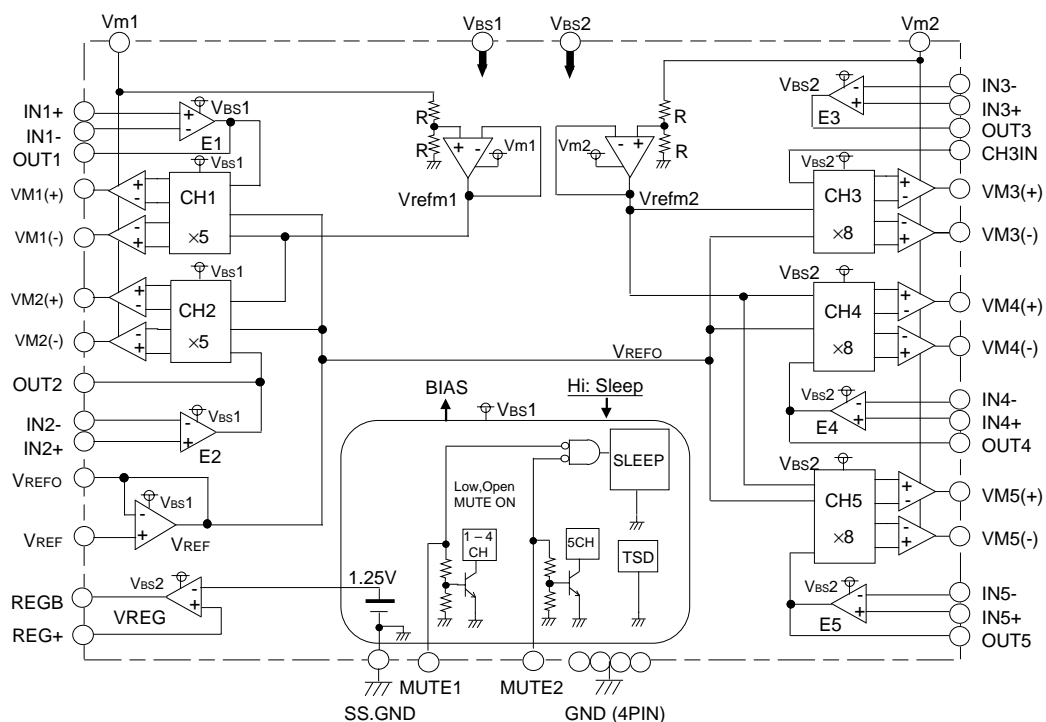 Vm1
VBS1
VBS2
Vm2
IN1+
IN1-
OUT1
VM1(+)
VM1(-)
VM2(+)
VM2(-)
OUT2
IN2-
IN2+
VREFO
VREF
REGB
REG+
+
-
VBS1
E1
VBS1
CH1
×5
-
+
-
+
VBS1
CH2
×5
+
-
-
+
-
+
VBS1
E2
-
+
VBS1
VREF
VBS2
-
+
VREG
R
R
+
-
Vm1
Vrefm1
Vm2
-
+
R
R
Vrefm2
VREFO
BIAS
VBS1
Hi: Sleep
SLEEP
Low,Open
MUTE ON
1–4
CH
5CH
TSD
1.25V
SS.GND
MUTE1
MUTE2
GND (4PIN)
VBS2
-
+
E3
VBS2
CH3
×8
+
-
-
+
VBS2
CH4
×8
+
-
-
+
VBS2
-
+
E4
VBS2
CH5
×8
+
-
-
+
VBS2
-
+
E5
IN3-
IN3+
OUT3
CH3IN
VM3(+)
VM3(-)
VM4(+)
VM4(-)
IN4-
IN4+
OUT4
VM5(+)
VM5(-)
IN5-
IN5+
OUT5